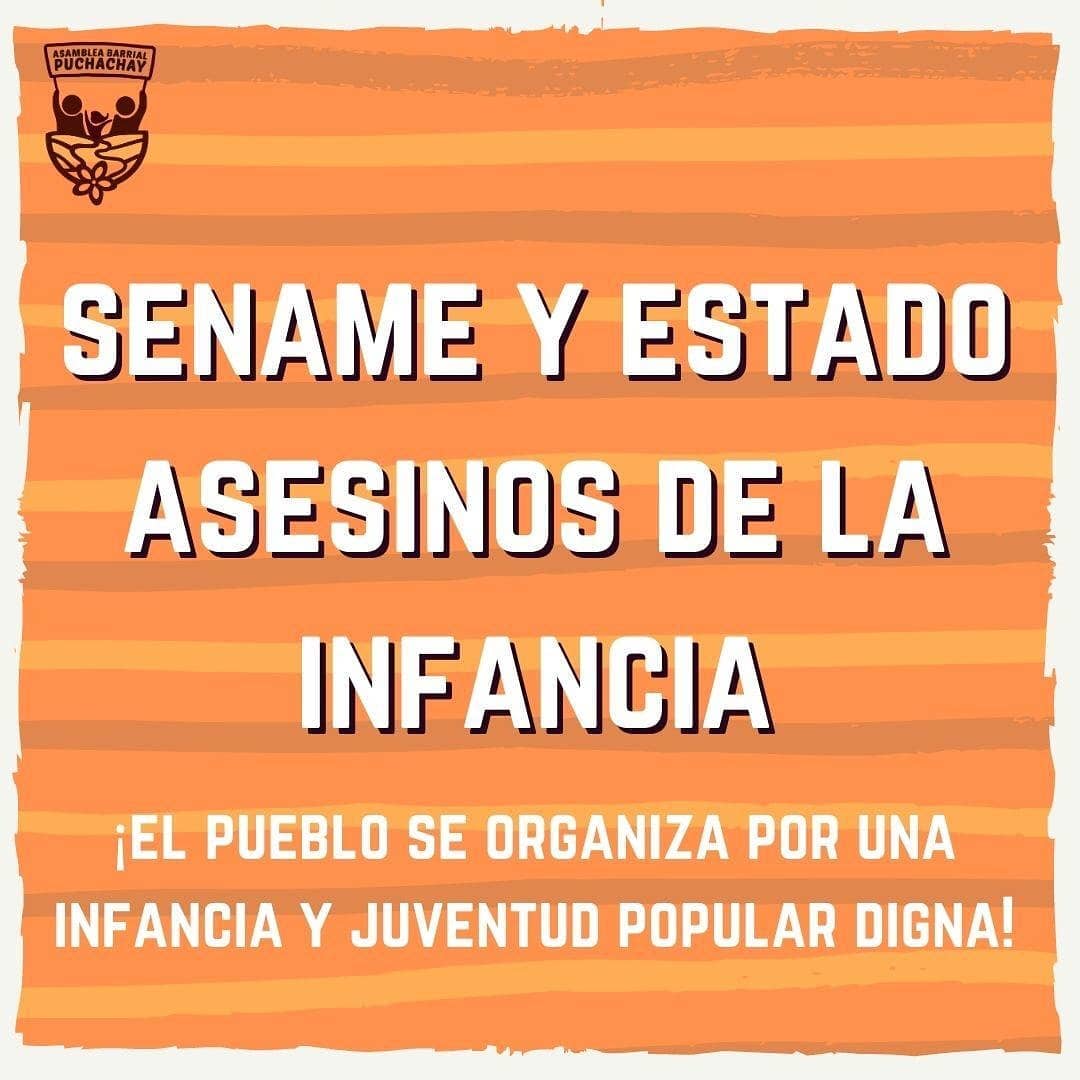 ASAMBLEA BARRIAL
PUCHACHAY
SENAME Y ESTADO
ASESINOS DE LA
INFANCIA
¡EL PUEBLO SE ORGANIZA POR UNA
INFANCIA Y JUVENTUD POPULAR DIGNA!